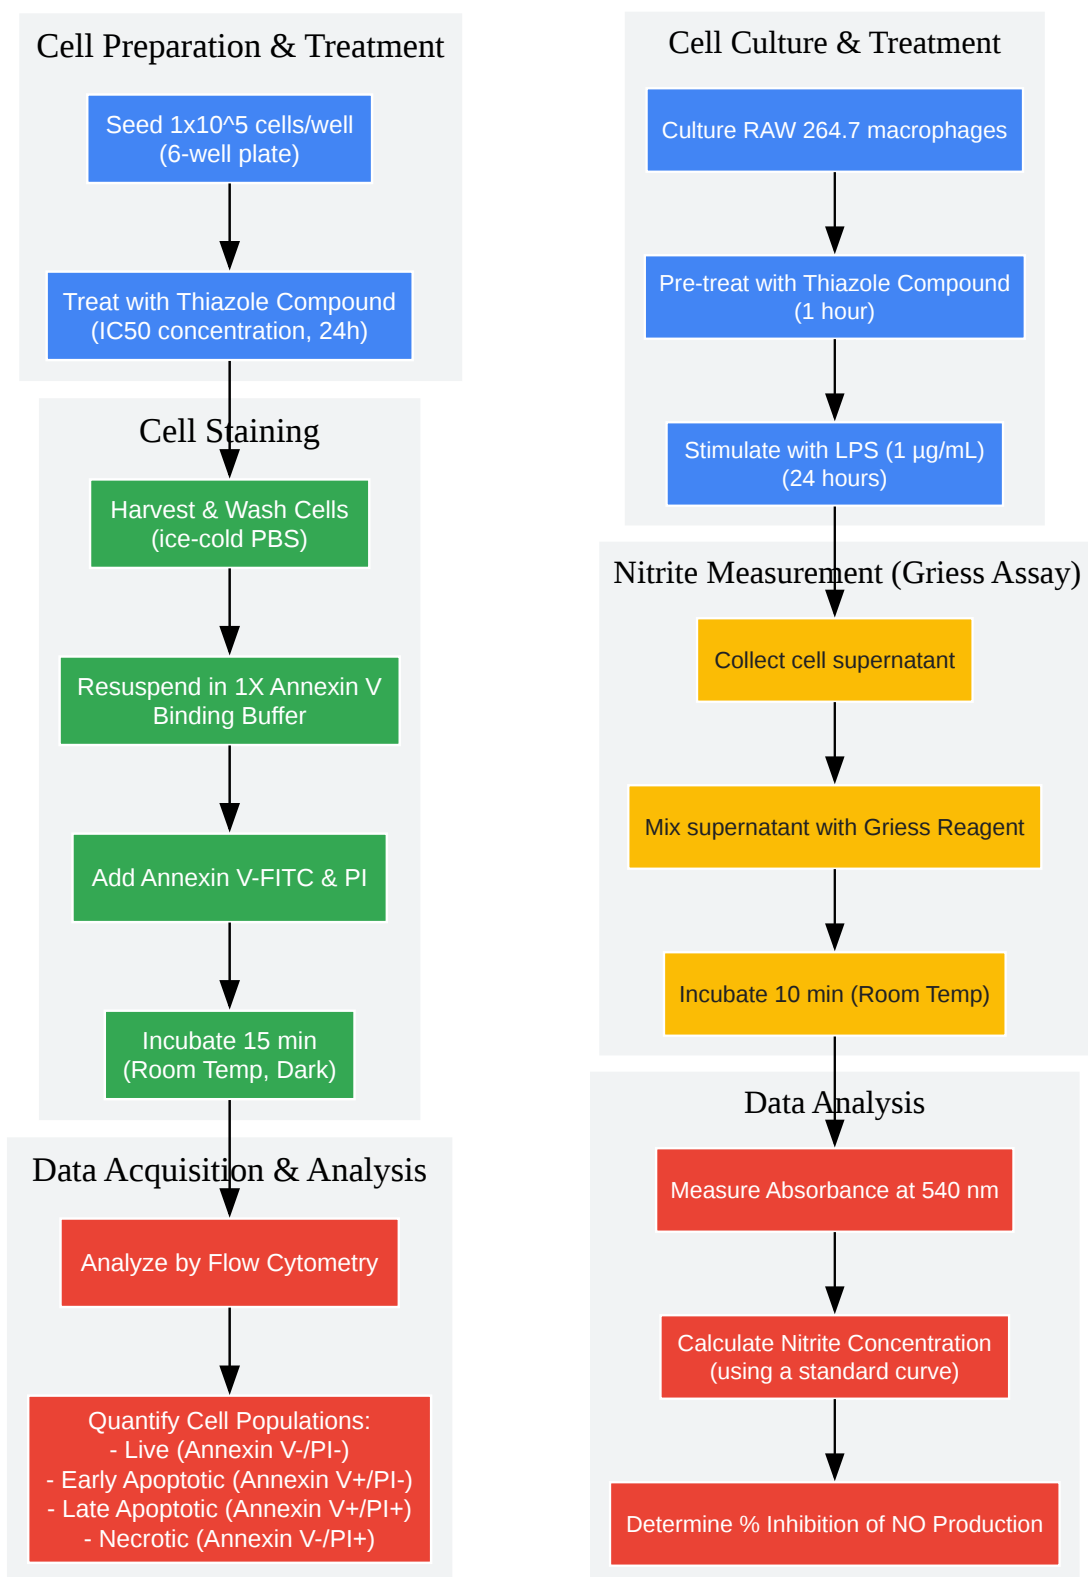 Cell Preparation & Treatment
Seed 1x10^5 cells/well
(6-well plate)
Treat with Thiazole Compound
(IC50 concentration, 24h)
Cell Staining
Harvest & Wash Cells
(ice-cold PBS)
Resuspend in 1X Annexin V
Binding Buffer
Add Annexin V-FITC & PI
Incubate 15 min
(Room Temp, Dark)
Data Acquisition & Analysis
Analyze by Flow Cytometry
Quantify Cell Populations:
- Live (Annexin V-/PI-)
- Early Apoptotic (Annexin V+/PI-)
- Late Apoptotic (Annexin V+/PI+)
- Necrotic (Annexin V-/PI+)
Cell Culture & Treatment
Culture RAW 264.7 macrophages
Pre-treat with Thiazole Compound
(1 hour)
Stimulate with LPS (1 µg/mL)
(24 hours)
Nitrite Measurement (Griess Assay)
Collect cell supernatant
Mix supernatant with Griess Reagent
Incubate 10 min (Room Temp)
Data Analysis
Measure Absorbance at 540 nm
Calculate Nitrite Concentration
(using a standard curve)
Determine % Inhibition of NO Production